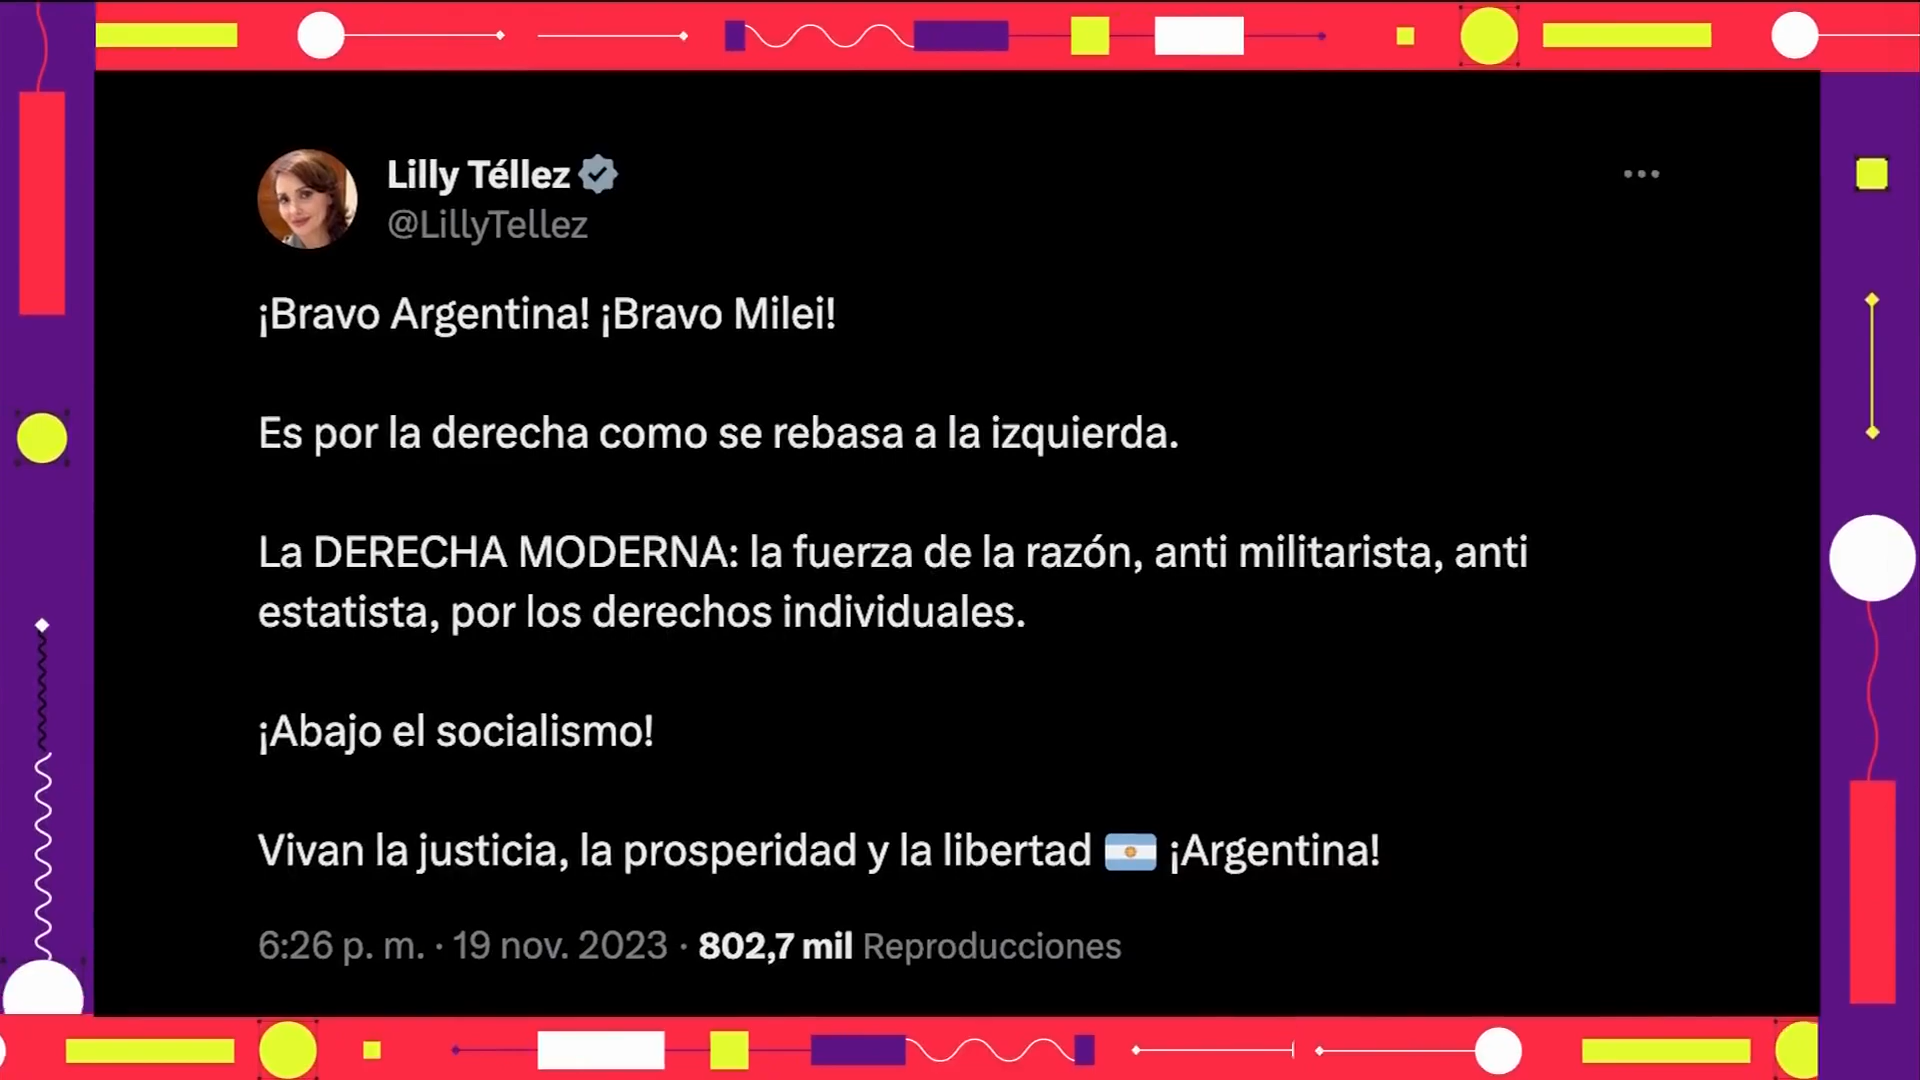 Lilly Téllez
@LillyTellez
¡Bravo Argentina! ¡Bravo Milei!
Es por la derecha como se rebasa a la izquierda.
La DERECHA MODERNA: la fuerza de la razón, anti militarista, anti
estatista, por los derechos individuales.
¡Abajo el socialismo!
Vivan la justicia, la prosperidad y la libertad 🇦🇷 ¡Argentina!
6:26 p. m. · 19 nov. 2023 · 802,7 mil Reproducciones